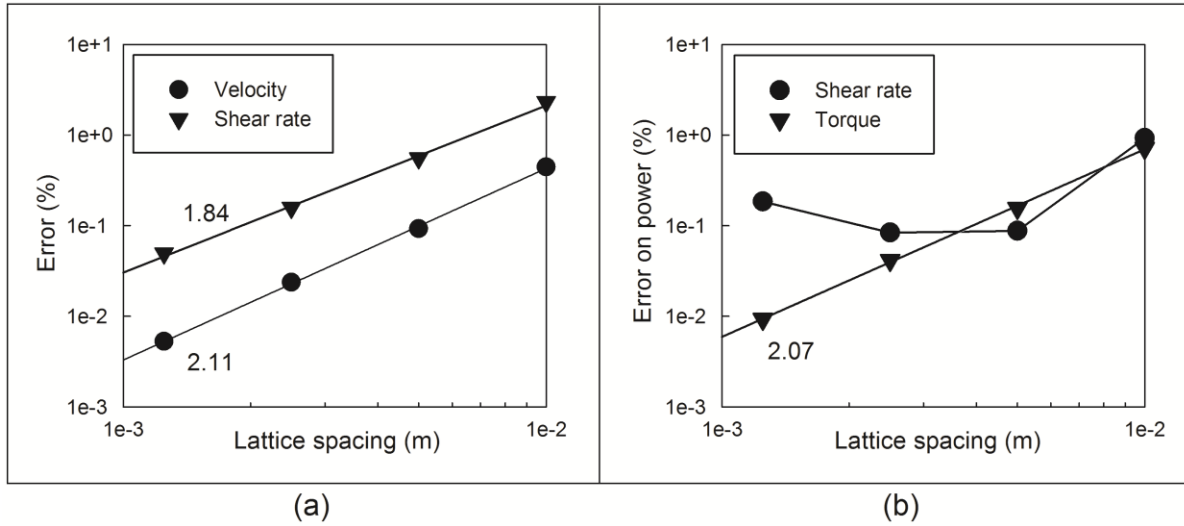 1e+1
Velocity
Shear rate
1e+0
Error (%)
1.84
1e-1
1e-2
2.11
1e-3
1e-3
Lattice spacing (m)
1e-2
(a)
1e+1
Shear rate
Torque
1e+0
Error on power (%)
1e-1
1e-2
2.07
1e-3
1e-3
Lattice spacing (m)
1e-2
(b)